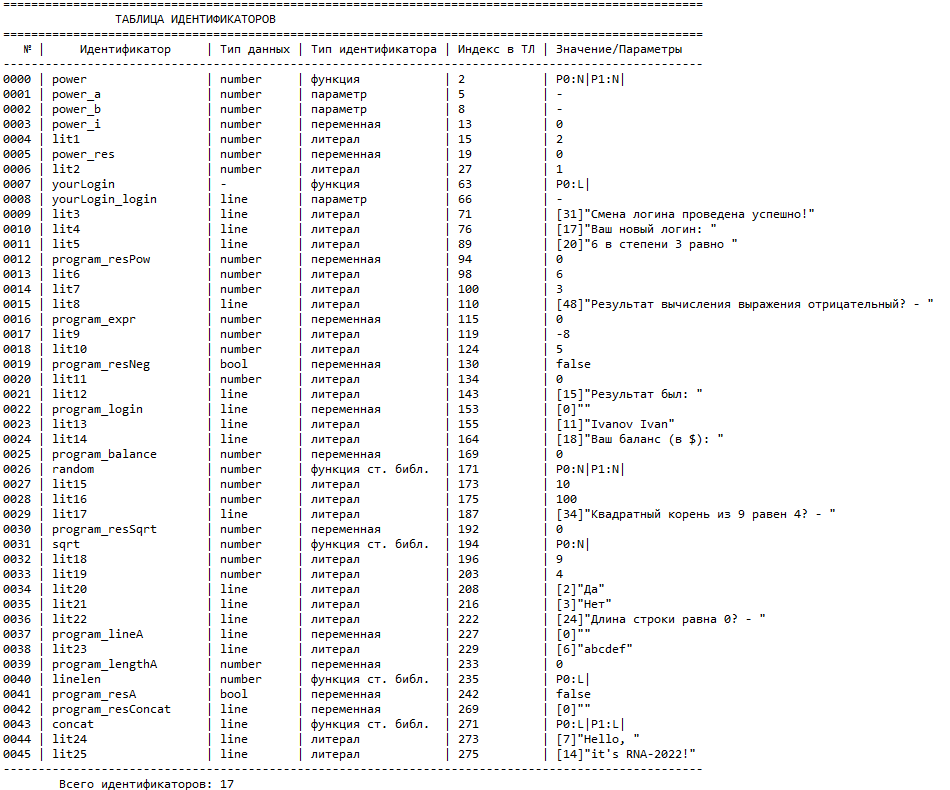 ====================================================================================================
ТАБЛИЦА ИДЕНТИФИКАТОРОВ
====================================================================================================
№ | Идентификатор | Тип данных | Тип идентификатора | Индекс в ТЛ | Значение/Параметры
----------------------------------------------------------------------------------------------------
0000 | power | number | функция | 2 | P0:N|P1:N|
0001 | power_a | number | параметр | 5 | -
0002 | power_b | number | параметр | 8 | -
0003 | power_i | number | переменная | 13 | 0
0004 | lit1 | number | литерал | 15 | 2
0005 | power_res | number | переменная | 19 | 0
0006 | lit2 | number | литерал | 27 | 1
0007 | yourLogin | - | функция | 63 | P0:L|
0008 | yourLogin_login | line | параметр | 66 | -
0009 | lit3 | line | литерал | 71 | [31]"Смена логина проведена успешно!"
0010 | lit4 | line | литерал | 76 | [17]"Ваш новый логин: "
0011 | lit5 | line | литерал | 89 | [20]"6 в степени 3 равно "
0012 | program_resPow | number | переменная | 94 | 0
0013 | lit6 | number | литерал | 98 | 6
0014 | lit7 | number | литерал | 100 | 3
0015 | lit8 | line | литерал | 110 | [48]"Результат вычисления выражения отрицательный? - "
0016 | program_expr | number | переменная | 115 | 0
0017 | lit9 | number | литерал | 119 | -8
0018 | lit10 | number | литерал | 124 | 5
0019 | program_resNeg | bool | переменная | 130 | false
0020 | lit11 | number | литерал | 134 | 0
0021 | lit12 | line | литерал | 143 | [15]"Результат был: "
0022 | program_login | line | переменная | 153 | [0]""
0023 | lit13 | line | литерал | 155 | [11]"Ivanov Ivan"
0024 | lit14 | line | литерал | 164 | [18]"Ваш баланс (в $): "
0025 | program_balance | number | переменная | 169 | 0
0026 | random | number | функция ст. библ. | 171 | P0:N|P1:N|
0027 | lit15 | number | литерал | 173 | 10
0028 | lit16 | number | литерал | 175 | 100
0029 | lit17 | line | литерал | 187 | [34]"Квадратный корень из 9 равен 4? - "
0030 | program_resSqrt | number | переменная | 192 | 0
0031 | sqrt | number | функция ст. библ. | 194 | P0:N|
0032 | lit18 | number | литерал | 196 | 9
0033 | lit19 | number | литерал | 203 | 4
0034 | lit20 | line | литерал | 208 | [2]"Да"
0035 | lit21 | line | литерал | 216 | [3]"Нет"
0036 | lit22 | line | литерал | 222 | [24]"Длина строки равна 0? - "
0037 | program_lineA | line | переменная | 227 | [0]""
0038 | lit23 | line | литерал | 229 | [6]"abcdef"
0039 | program_lengthA | number | переменная | 233 | 0
0040 | linelen | number | функция ст. библ. | 235 | P0:L|
0041 | program_resA | bool | переменная | 242 | false
0042 | program_resConcat | line | переменная | 269 | [0]""
0043 | concat | line | функция ст. библ. | 271 | P0:L|P1:L|
0044 | lit24 | line | литерал | 273 | [7]"Hello, "
0045 | lit25 | line | литерал | 275 | [14]"it's RNA-2022!"
----------------------------------------------------------------------------------------------------
Всего идентификаторов: 17